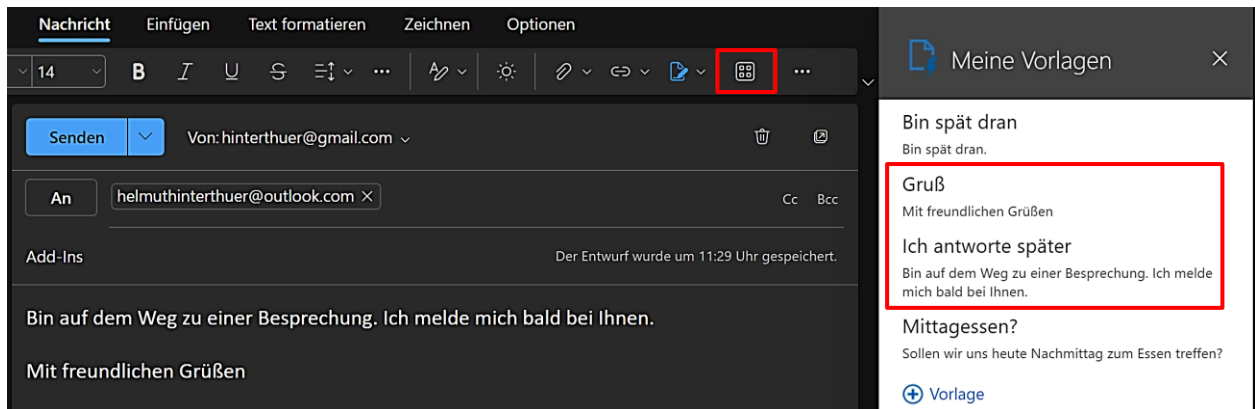 Nachricht Einfügen Text formatieren Zeichnen Optionen
14 B I U S
Senden Von: hinterthuer@gmail.com
An helmuthinterthuer@outlook.com Cc Bcc
Add-Ins Der Entwurf wurde um 11:29 Uhr gespeichert.
Bin auf dem Weg zu einer Besprechung. Ich melde mich bald bei Ihnen.
Mit freundlichen Grüßen
Meine Vorlagen
Bin spät dran
Bin spät dran.
Gruß
Mit freundlichen Grüßen
Ich antworte später
Bin auf dem Weg zu einer Besprechung. Ich melde
mich bald bei Ihnen.
Mittagessen?
Sollen wir uns heute Nachmittag zum Essen treffen?
Vorlage